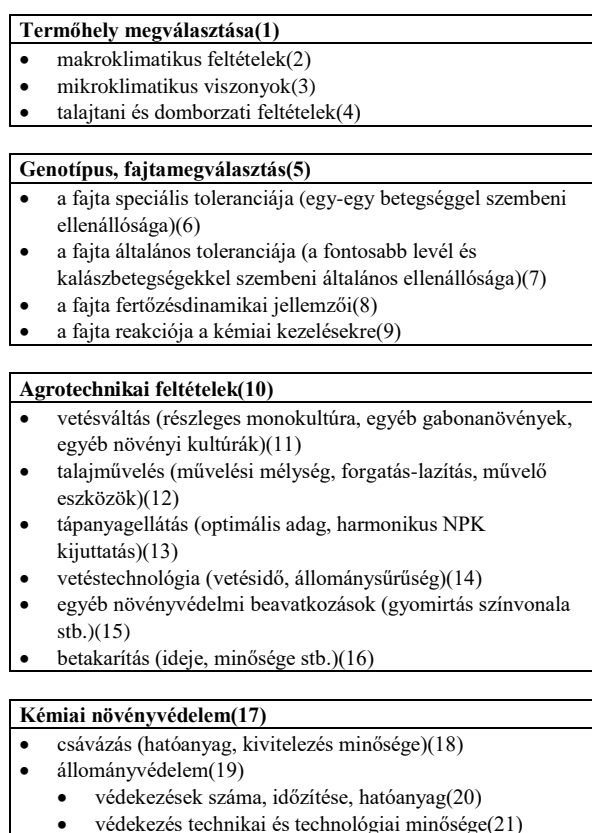 Termőhely megválasztása(1)
• makroklimatikus feltételek(2)
• mikroklimatikus viszonyok(3)
• talajtani és domborzati feltételek(4)
Genotípus, fajtamegválasztás(5)
• a fajta speciális toleranciája (egy-egy betegséggel szembeni
ellenállósága)(6)
• a fajta általános toleranciája (a fontosabb levél és
kalászbetegségekkel szembeni általános ellenállósága)(7)
• a fajta fertőzésdinamikai jellemzői(8)
• a fajta reakciója a kémiai kezelésekre(9)
Agrotechnikai feltételek(10)
• vetésváltás (részleges monokultúra, egyéb gabonanövények,
egyéb növényi kultúrák)(11)
• talajművelés (művelési mélység, forgatás-lazítás, művelő
eszközök)(12)
• tápanyagellátás (optimális adag, harmonikus NPK
kijuttatás)(13)
• vetéstechnológia (vetésidő, állománysűrűség)(14)
• egyéb növényvédelmi beavatkozások (gyomirtás színvonala
stb.)(15)
• betakarítás (ideje, minősége stb.)(16)
Kémiai növényvédelem(17)
• csávázás (hatóanyag, kivitelezés minősége)(18)
• állományvédelem(19)
• védekezések száma, időzítése, hatóanyag(20)
• védekezés technikai és technológiai minősége(21)